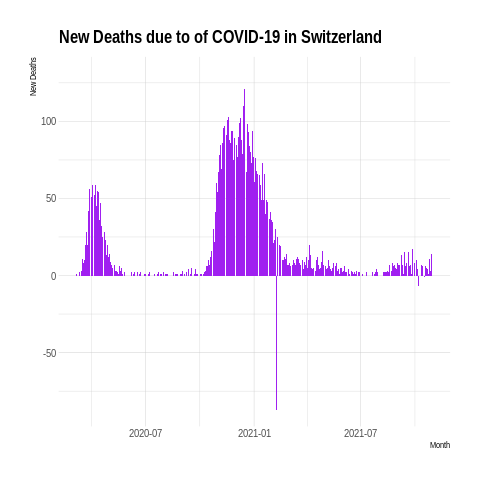 New Deaths due to of COVID-19 in Switzerland
New Deaths
100
50
0
-50
2020-07
2021-01
2021-07
Month